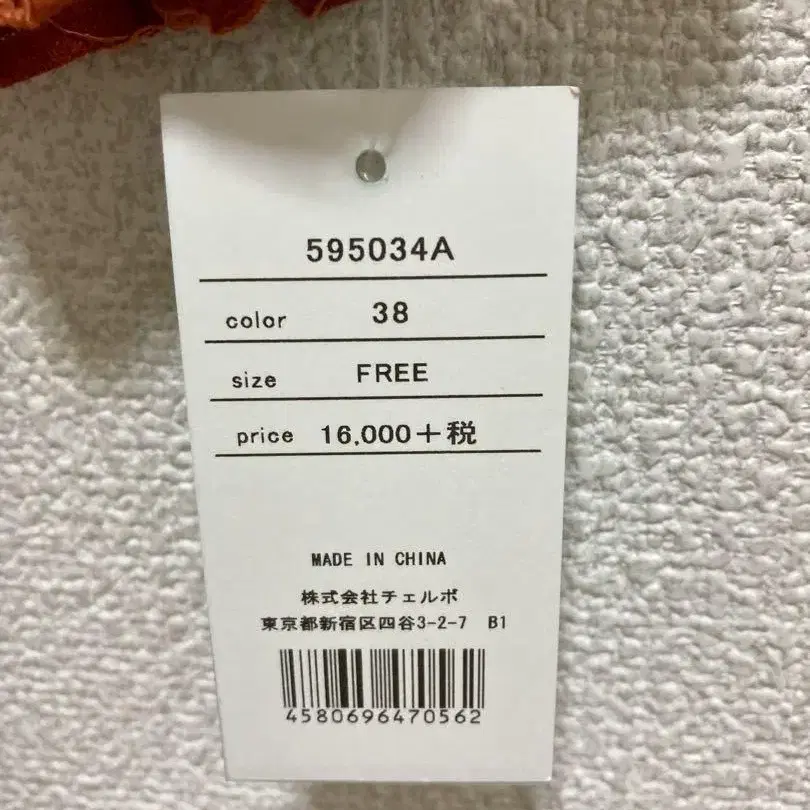 595034A
color 38
size FREE
price 16,000+税
MADE IN CHINA
株式会社チェルボ
東京都新宿区四谷3-2-7 B1
4580696470562